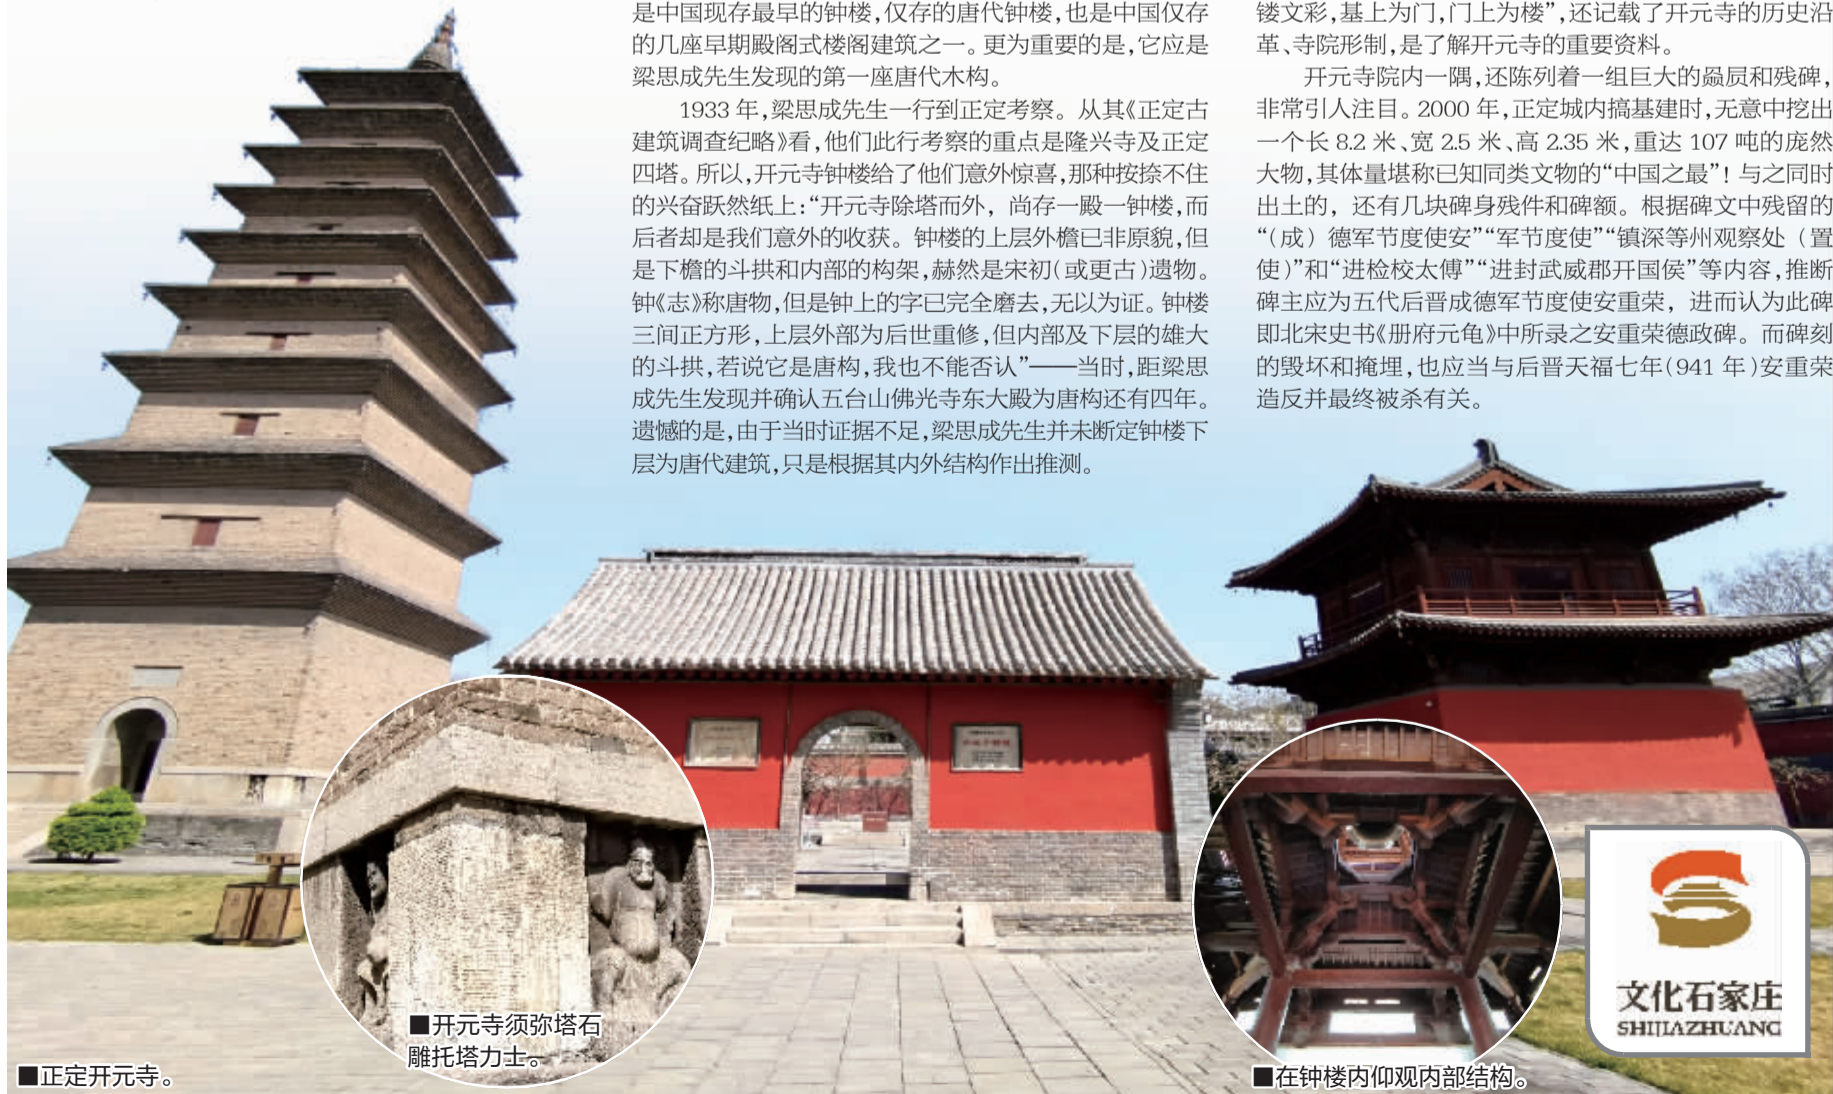 是中国现存最早的钟楼,仅存的唐代钟楼,也是中国仅存
的几座早期殿阁式楼阁建筑之一。更为重要的是,它应是
梁思成先生发现的第一座唐代木构。
1933 年,梁思成先生一行到正定考察。从其《正定古
建筑调查纪略》看,他们此行考察的重点是隆兴寺及正定
四塔。所以,开元寺钟楼给了他们意外惊喜,那种按捺不住
的兴奋跃然纸上:“开元寺除塔而外,尚存一殿一钟楼,而
后者却是我们意外的收获。钟楼的上层外檐已非原貌,但
是下檐的斗拱和内部的构架,赫然是宋初(或更古)遗物。
钟《志》称唐物,但是钟上的字已完全磨去,无以为证。钟楼
三间正方形,上层外部为后世重修,但内部及下层的雄大
的斗拱,若说它是唐构,我也不能否认”——当时,距梁思
成先生发现并确认五台山佛光寺东大殿为唐构还有四年。
遗憾的是,由于当时证据不足,梁思成先生并未断定钟楼下
层为唐代建筑,只是根据其内外结构作出推测。
镂文彩,基上为门,门上为楼”,还记载了开元寺的历史沿
革、寺院形制,是了解开元寺的重要资料。
开元寺院内一隅,还陈列着一组巨大的赑屃和残碑,
非常引人注目。2000 年,正定城内搞基建时,无意中挖出
一个长 8.2 米、宽 2.5 米、高 2.35 米,重达 107 吨的庞然
大物,其体量堪称已知同类文物的“中国之最”!与之同时
出土的,还有几块碑身残件和碑额。根据碑文中残留的
“(成)德军节度使安”“军节度使”“镇深等州观察处(置
使)”和“进检校太傅”“进封武威郡开国侯”等内容,推断
碑主应为五代后晋成德军节度使安重荣,进而认为此碑
即北宋史书《册府元龟》中所录之安重荣德政碑。而碑刻
的毁坏和掩埋,也应当与后晋天福七年(941 年)安重荣
造反并最终被杀有关。
■开元寺须弥塔石
雕托塔力士。
■正定开元寺。
■在钟楼内仰观内部结构。
文化石家庄
SHIJIAZHUANG